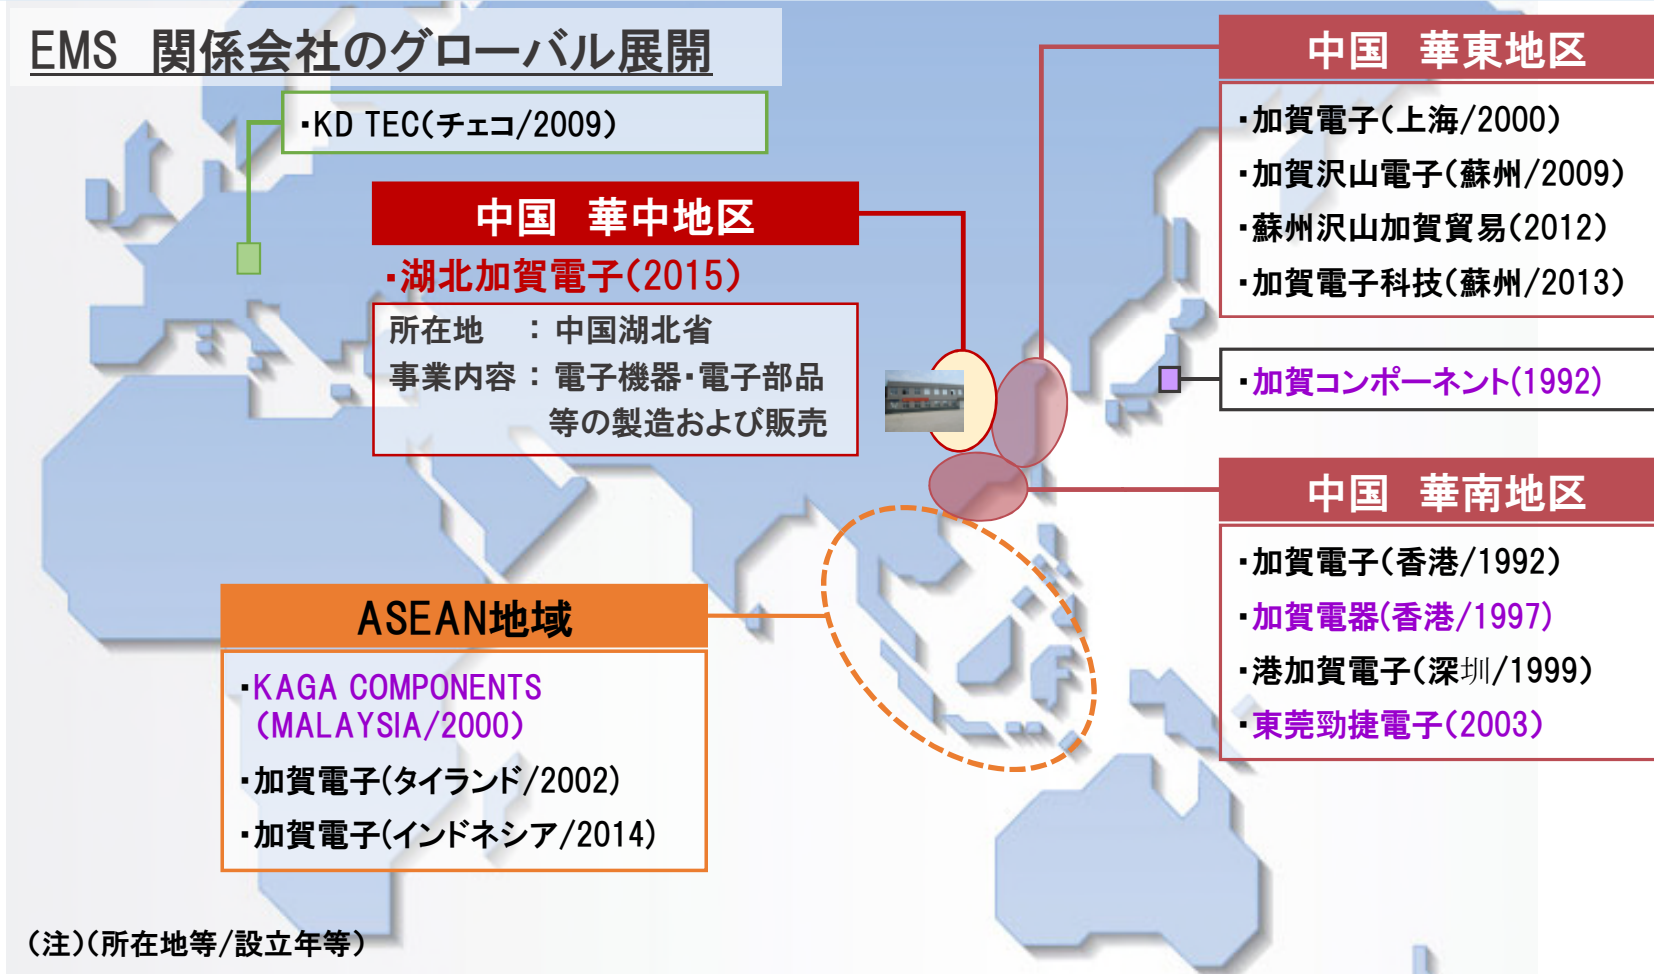 EMS　関係会社のグローバル展開
・KD TEC(チェコ/2009)
中国　華中地区
・湖北加賀電子(2015)
所在地　：中国湖北省
事業内容：電子機器・電子部品
等の製造および販売
中国　華東地区
・加賀電子(上海/2000)
・加賀沢山電子(蘇州/2009)
・蘇州沢山加賀貿易(2012)
・加賀電子科技(蘇州/2013)
・加賀コンポーネント(1992)
中国　華南地区
・加賀電子(香港/1992)
・加賀電器(香港/1997)
・港加賀電子(深圳/1999)
・東莞勁捷電子(2003)
ASEAN地域
・KAGA COMPONENTS
(MALAYSIA/2000)
・加賀電子(タイランド/2002)
・加賀電子(インドネシア/2014)
(注)(所在地等/設立年等)